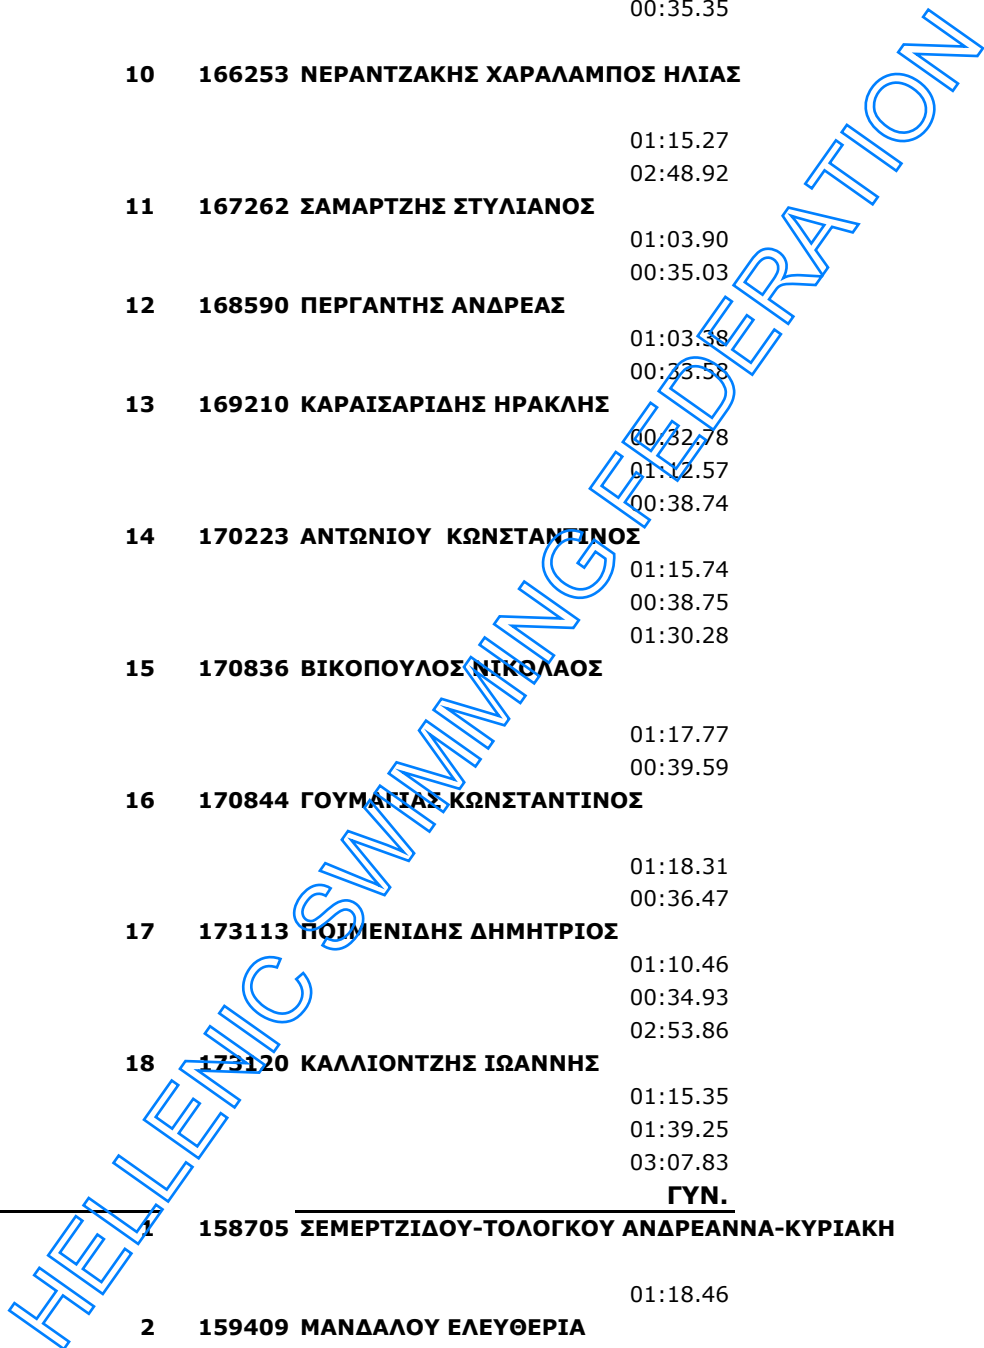 00:35.35
10 166253 ΝΕΡΑΝΤΖΑΚΗΣ ΧΑΡΑΛΑΜΠΟΣ ΗΛΙΑΣ
01:15.27
02:48.92
11 167262 ΣΑΜΑΡΤΖΗΣ ΣΤΥΛΙΑΝΟΣ
01:03.90
00:35.03
12 168590 ΠΕΡΓΑΝΤΗΣ ΑΝΔΡΕΑΣ
01:03.38
00:33.58
13 169210 ΚΑΡΑΙΣΑΡΙΔΗΣ ΗΡΑΚΛΗΣ
00:32.78
01:12.57
00:38.74
14 170223 ΑΝΤΩΝΙΟΥ ΚΩΝΣΤΑΝΤΙΝΟΣ
01:15.74
00:38.75
01:30.28
15 170836 ΒΙΚΟΠΟΥΛΟΣ ΝΙΚΟΛΑΟΣ
01:17.77
00:39.59
16 170844 ΓΟΥΜΑΓΙΑΣ ΚΩΝΣΤΑΝΤΙΝΟΣ
01:18.31
00:36.47
17 173113 ΠΟΙΜΕΝΙΔΗΣ ΔΗΜΗΤΡΙΟΣ
01:10.46
00:34.93
02:53.86
18 173120 ΚΑΛΛΙΟΝΤΖΗΣ ΙΩΑΝΝΗΣ
01:15.35
01:39.25
03:07.83
ΓΥΝ.
1 158705 ΣΕΜΕΡΤΖΙΔΟΥ-ΤΟΛΟΓΚΟΥ ΑΝΔΡΕΑΝΝΑ-ΚΥΡΙΑΚΗ
01:18.46
2 159409 ΜΑΝΔΑΛΟΥ ΕΛΕΥΘΕΡΙΑ
HELLENIC SWIMMING FEDERATION